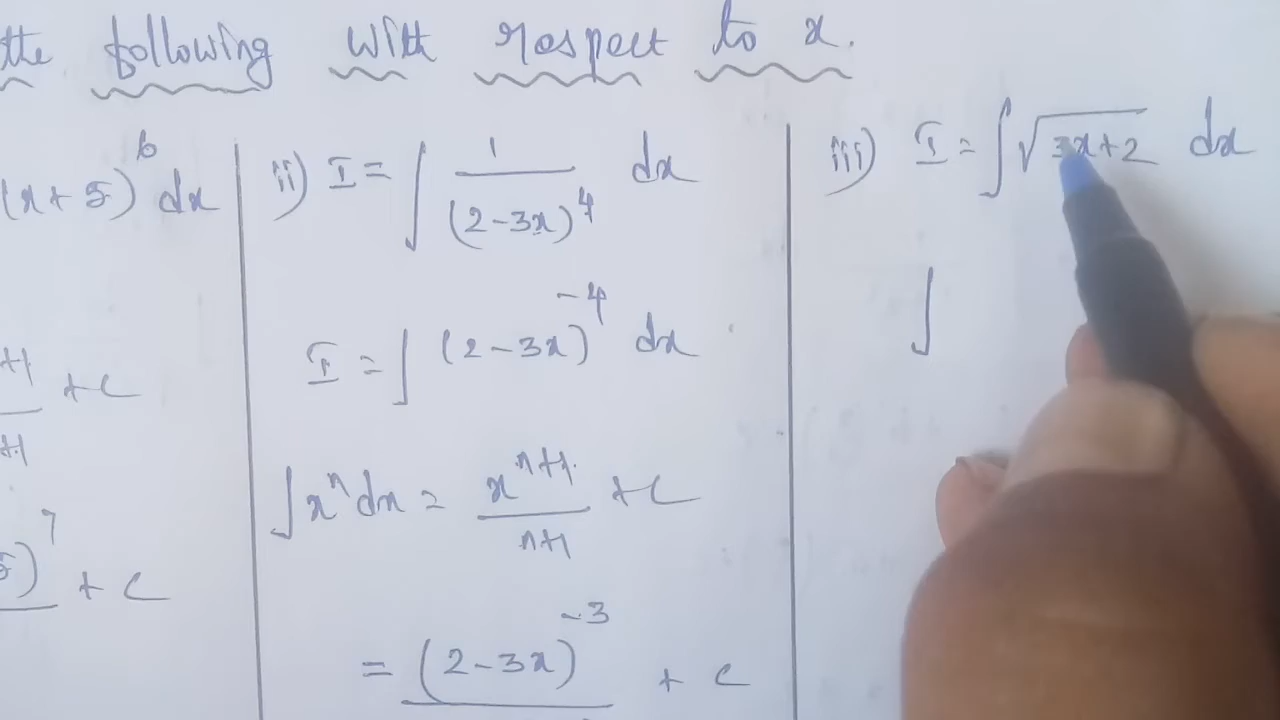 the following with respect to x.
(x+5)^6 dx
+1 + c
+1
5)^7 + c
ii) I = ∫ 1/(2-3x)^4 dx
I = ∫ (2-3x)^-4 dx
∫x^n dx = x^(n+1)/(n+1) + c
= (2-3x)^-3 + c
iii) I = ∫ √(3x+2) dx
∫